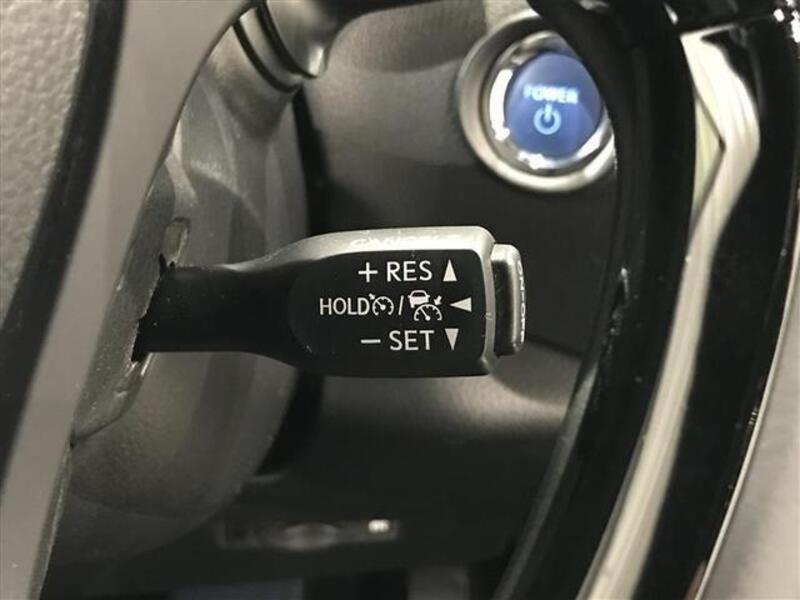 POWER
+ RES ▲
HOLD / ◀
– SET ▼